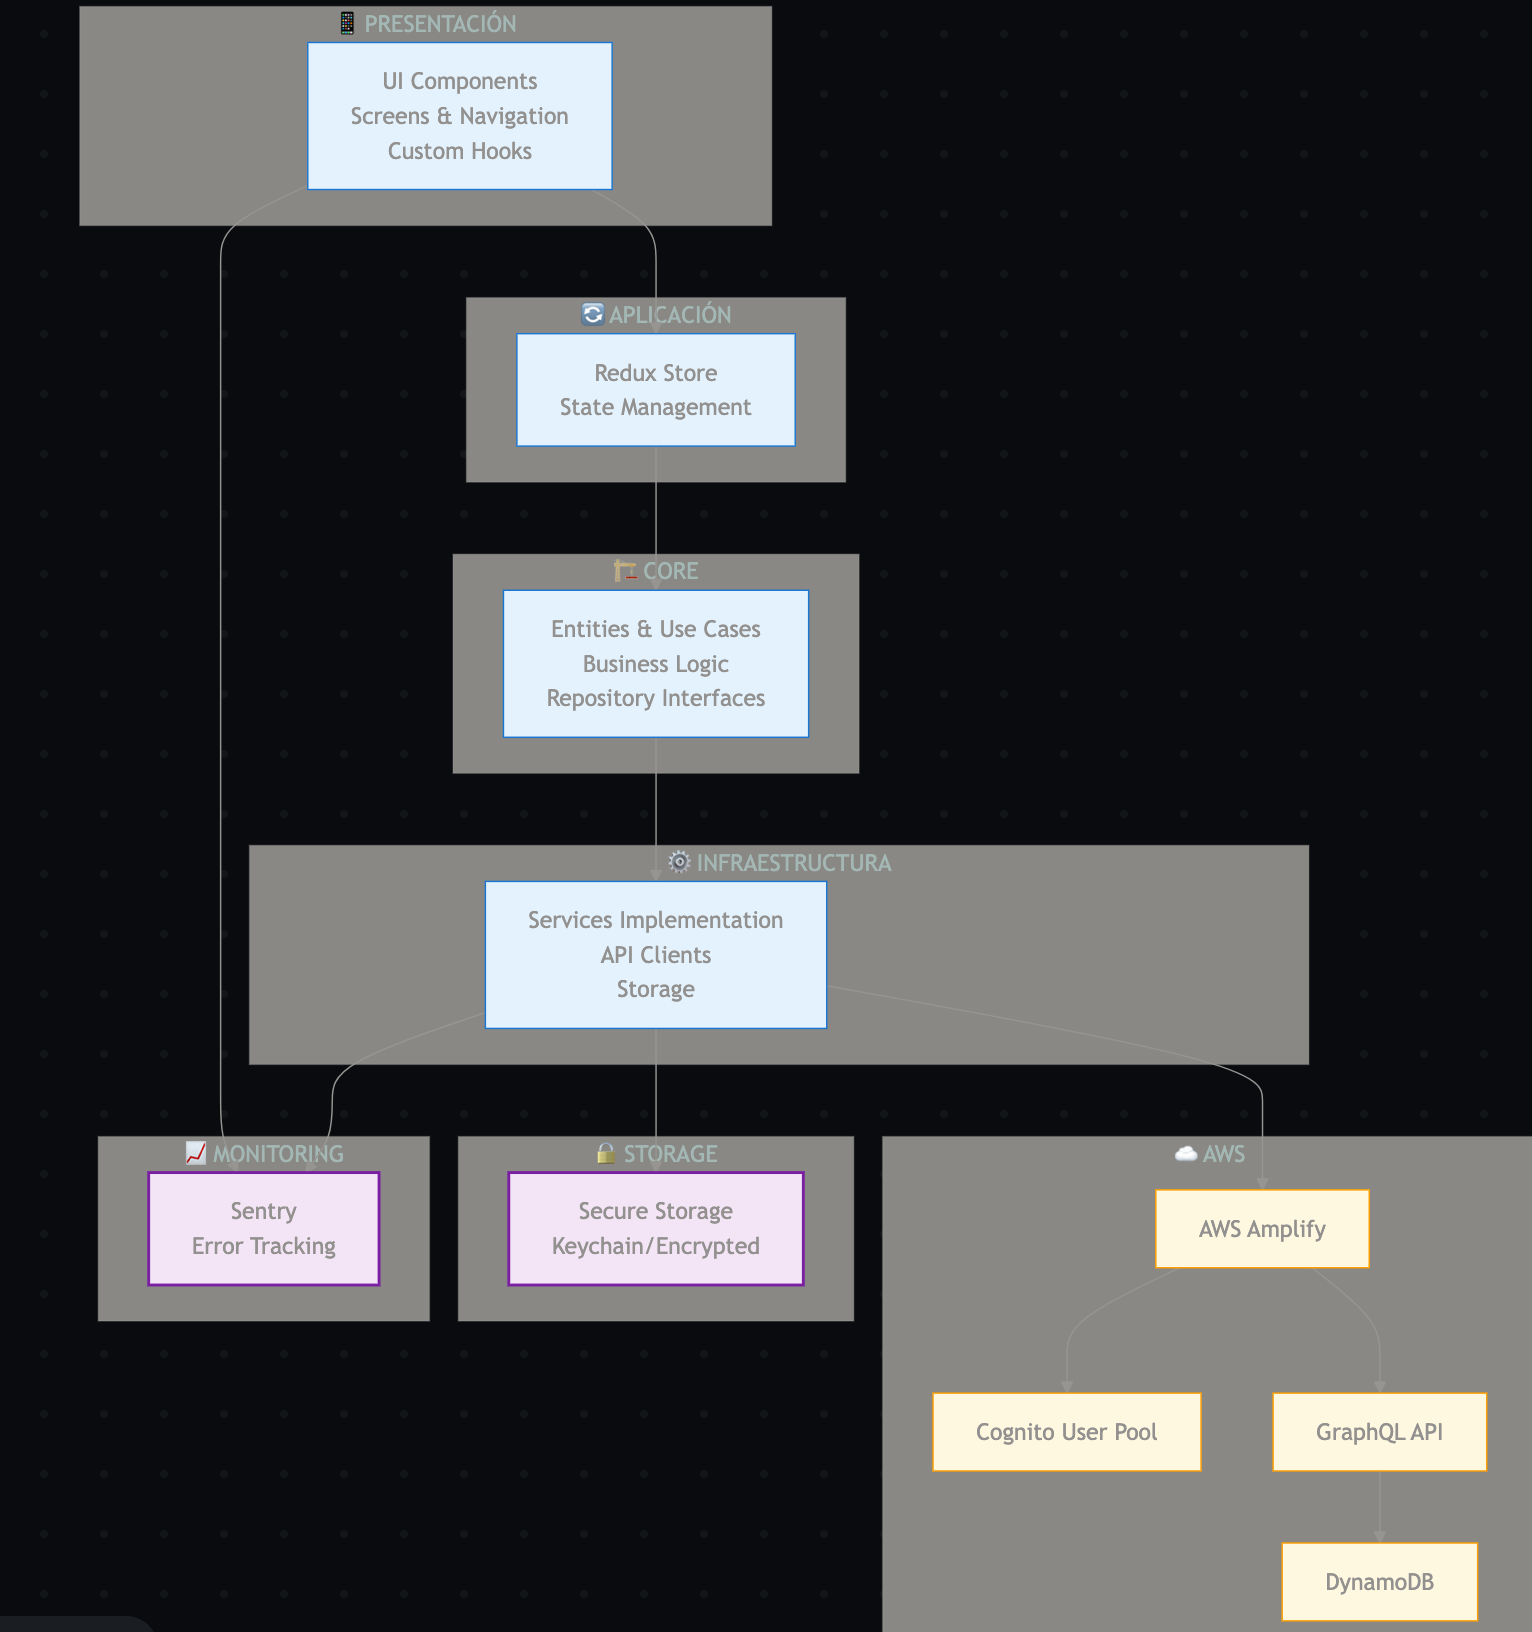 PRESENTACIÓN
UI Components
Screens & Navigation
Custom Hooks
APLICACIÓN
Redux Store
State Management
CORE
Entities & Use Cases
Business Logic
Repository Interfaces
INFRAESTRUCTURA
Services Implementation
API Clients
Storage
MONITORING
Sentry
Error Tracking
STORAGE
Secure Storage
Keychain/Encrypted
AWS
AWS Amplify
Cognito User Pool
GraphQL API
DynamoDB